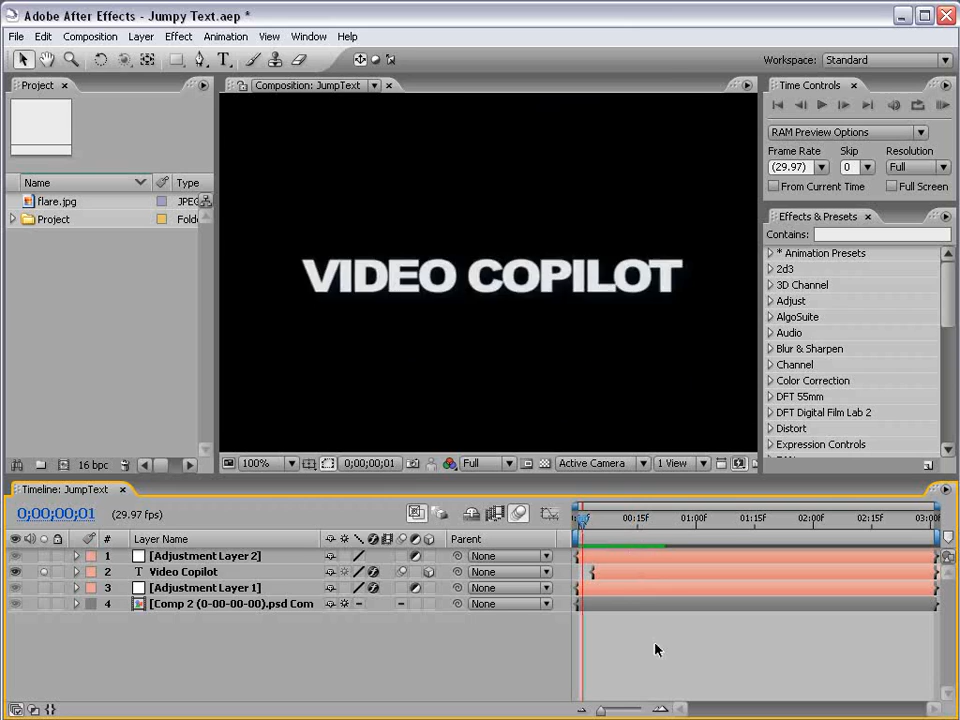 Adobe After Effects - Jumpy Text.aep *
File Edit Composition Layer Effect Animation View Window Help
Workspace: Standard
Project
Composition: JumpText
Time Controls
RAM Preview Options
Frame Rate Skip Resolution
(29.97) 0 Full
From Current Time Full Screen
Name Type
flare.jpg JPEG
Project Folde
Effects & Presets
Contains:
* Animation Presets
2d3
3D Channel
Adjust
AlgoSuite
Audio
Blur & Sharpen
Channel
Color Correction
DFT 55mm
DFT Digital Film Lab 2
Distort
Expression Controls
VIDEO COPILOT
16 bpc
100% 0;00;00;01 Full Active Camera 1 View
Timeline: JumpText
0;00;00;01 (29.97 fps)
00:15F 01:00F 01:15F 02:00F 02:15F 03:00F
# Layer Name Parent
1 [Adjustment Layer 2] None
2 T Video Copilot None
3 [Adjustment Layer 1] None
4 [Comp 2 (0-00-00-00).psd Com None